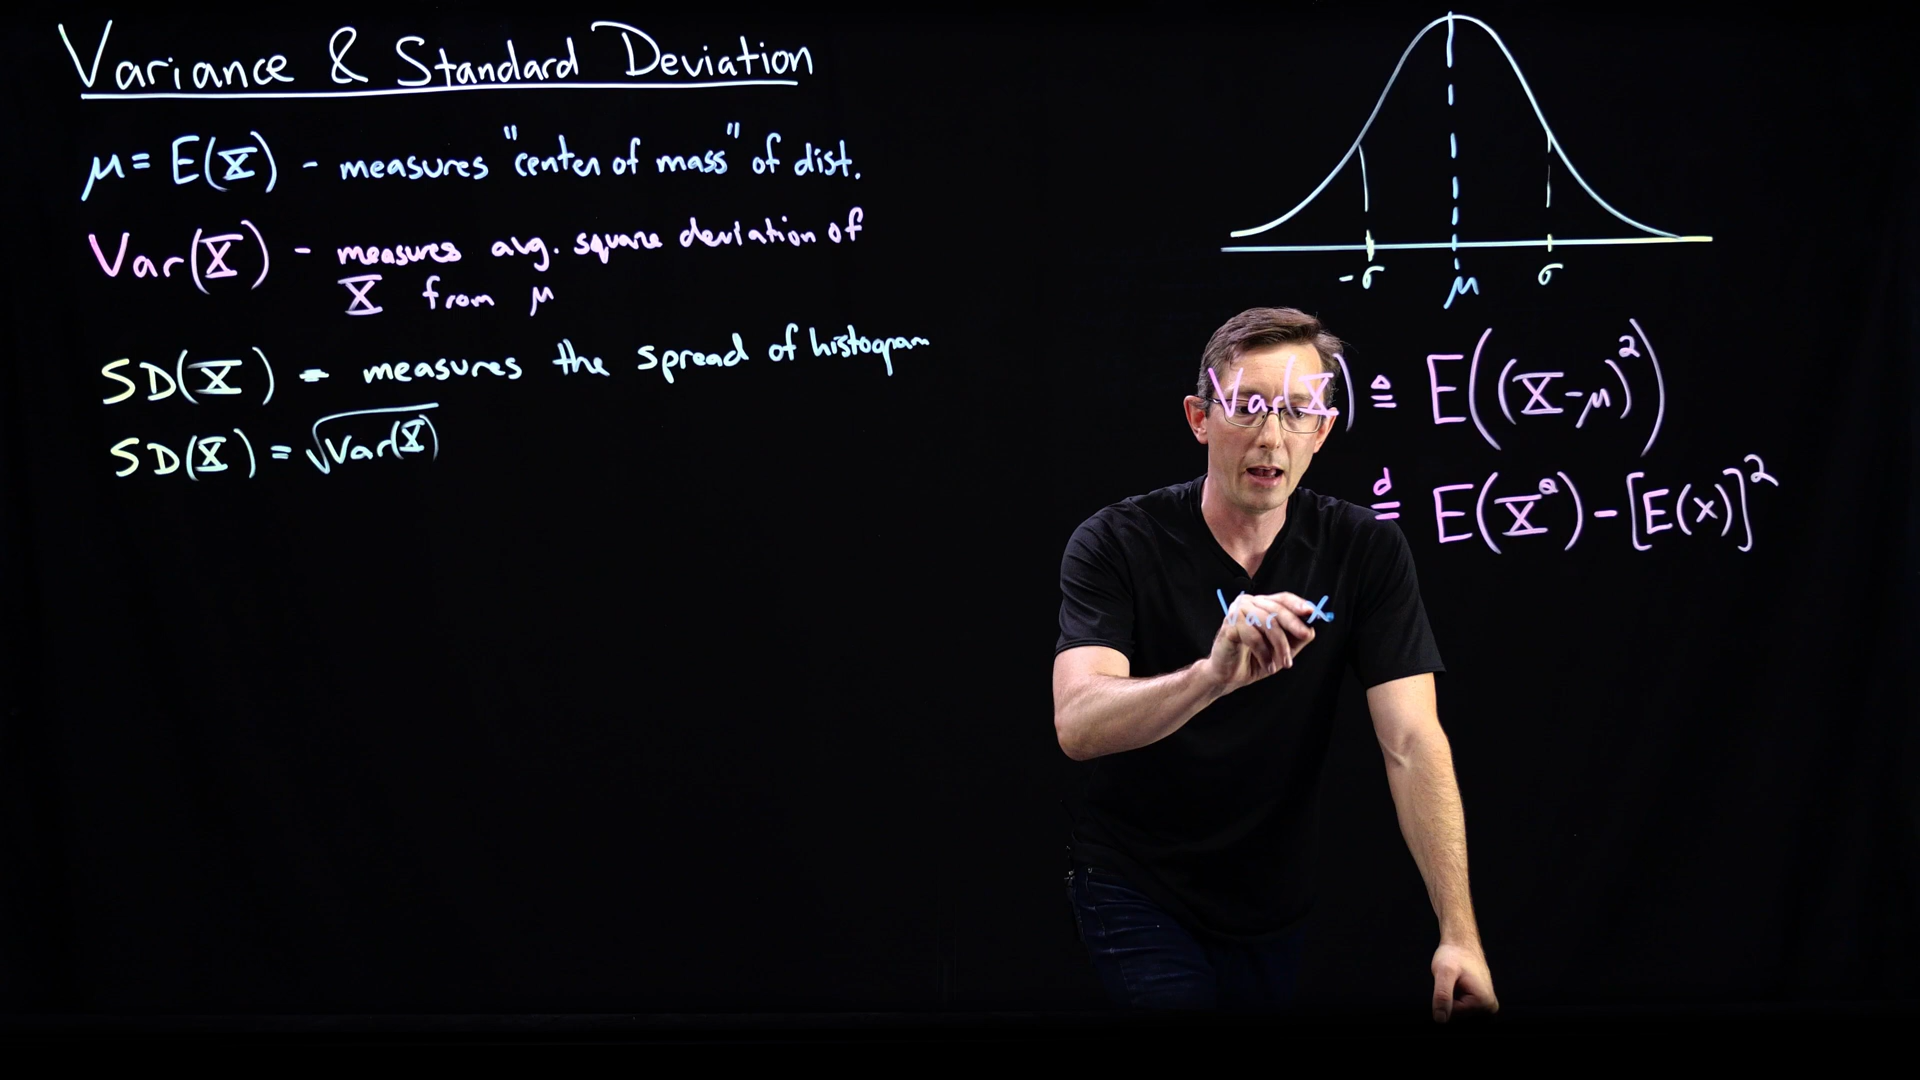 Variance & Standard Deviation
μ = E(X) - measures "center of mass" of dist.
Var(X) - measures avg. square deviation of
X from μ
SD(X) - measures the spread of histogram
SD(X) = √Var(X)
-σ μ σ
Var(X) ≜ E((X-μ)²)
≝ E(X²) - [E(x)]²
Var X